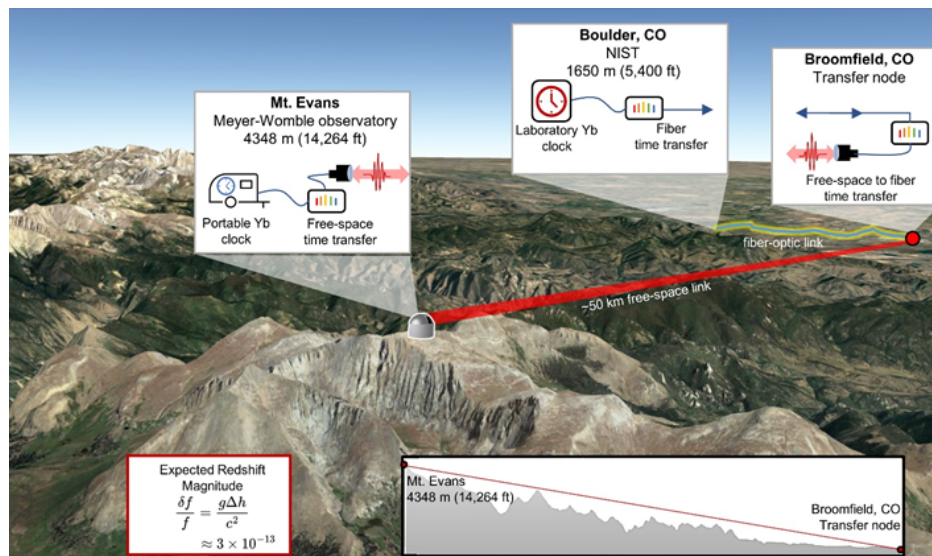 Boulder, CO
NIST
1650 m (5,400 ft)
Laboratory Yb
clock
Fiber
time transfer
Broomfield, CO
Transfer node
Free-space to fiber
time transfer
Mt. Evans
Meyer-Womble observatory
4348 m (14,264 ft)
Portable Yb
clock
Free-space
time transfer
fiber-optic link
~50 km free-space link
Expected Redshift
Magnitude
δf/f = gΔh/c²
≈ 3 × 10⁻¹³
Mt. Evans
4348 m (14,264 ft)
Broomfield, CO
Transfer node